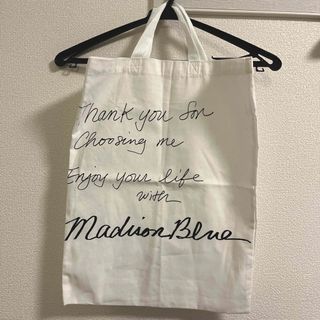 Thank you for
Choosing me
Enjoy your life
with
Madison Blue